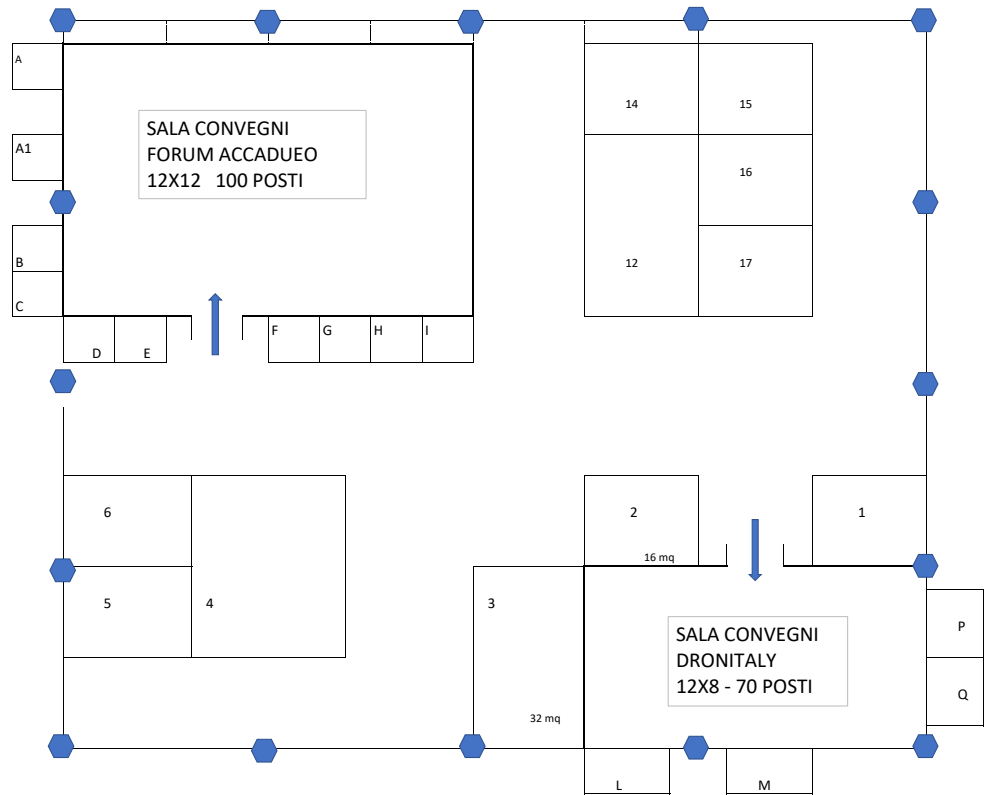 A
A1
B
C
SALA CONVEGNI
FORUM ACCADUEO
12X12 100 POSTI
D
E
F
G
H
I
14
15
16
12
17
6
5
4
2
16 mq
1
3
32 mq
SALA CONVEGNI
DRONITALY
12X8 - 70 POSTI
P
Q
L
M